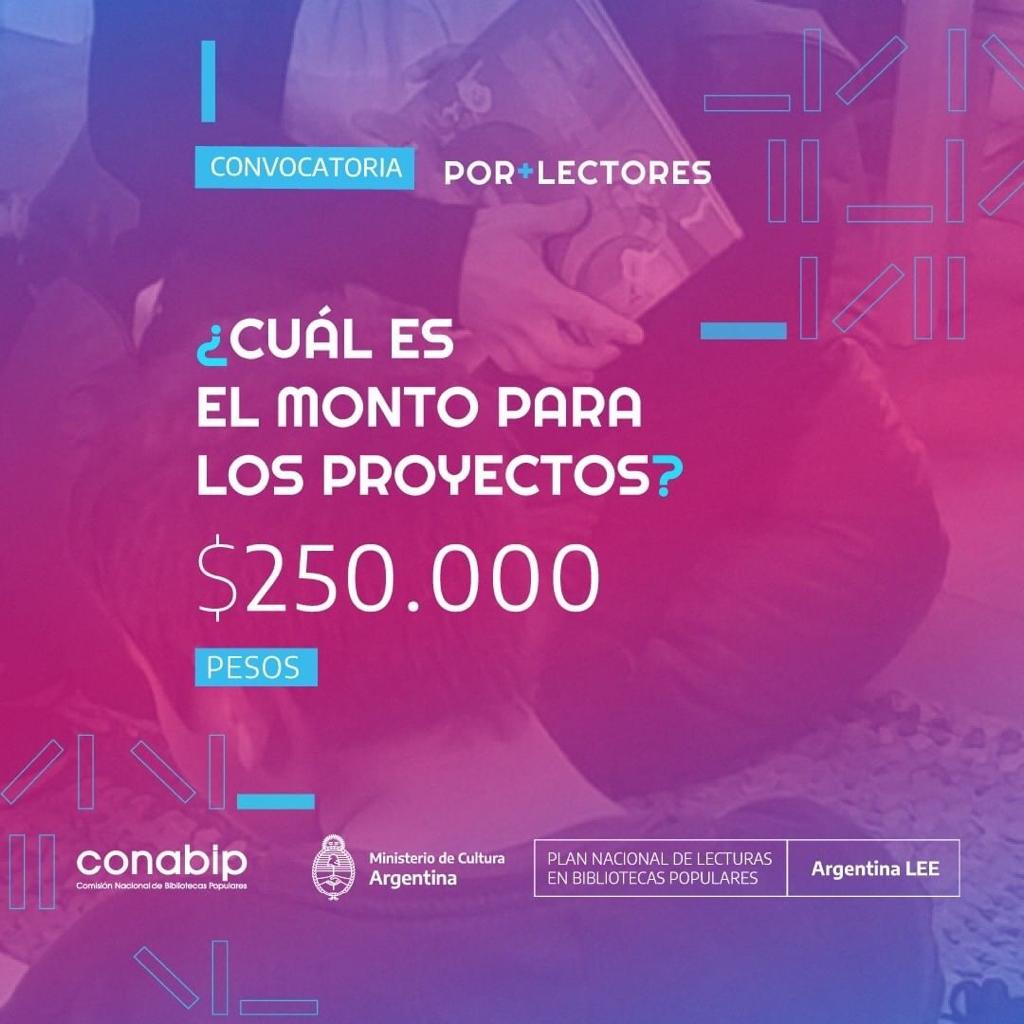 CONVOCATORIA
POR+LECTORES
¿CUÁL ES
EL MONTO PARA
LOS PROYECTOS?
$250.000
PESOS
conabip
Comisión Nacional de Bibliotecas Populares
Ministerio de Cultura
Argentina
PLAN NACIONAL DE LECTURAS
EN BIBLIOTECAS POPULARES
Argentina LEE